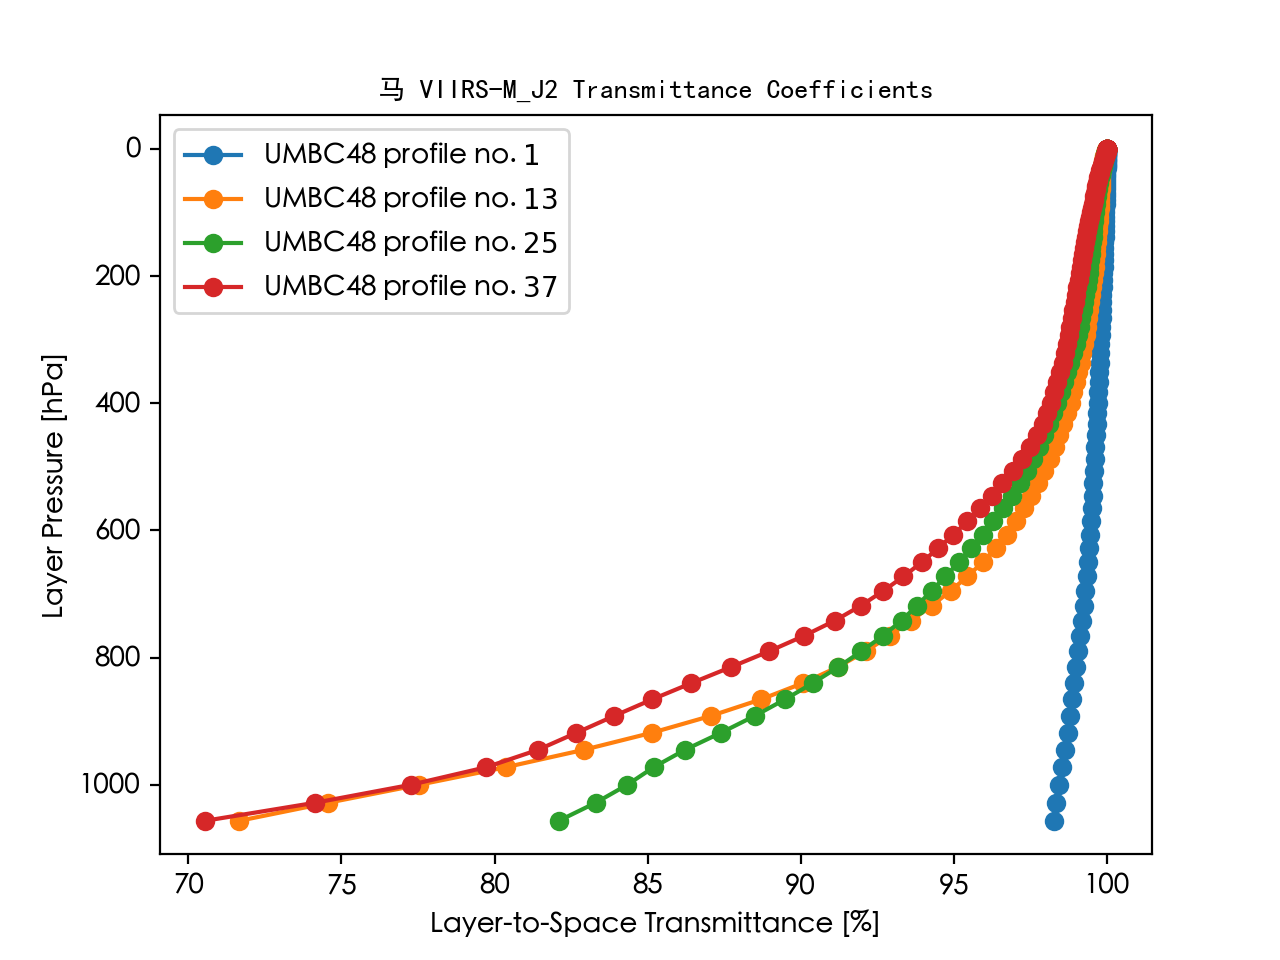 马 VIIRS-M_J2 Transmittance Coefficients
UMBC48 profile no. 1
UMBC48 profile no. 13
UMBC48 profile no. 25
UMBC48 profile no. 37
0
200
400
600
800
1000
Layer Pressure [hPa]
70 75 80 85 90 95 100
Layer-to-Space Transmittance [%]